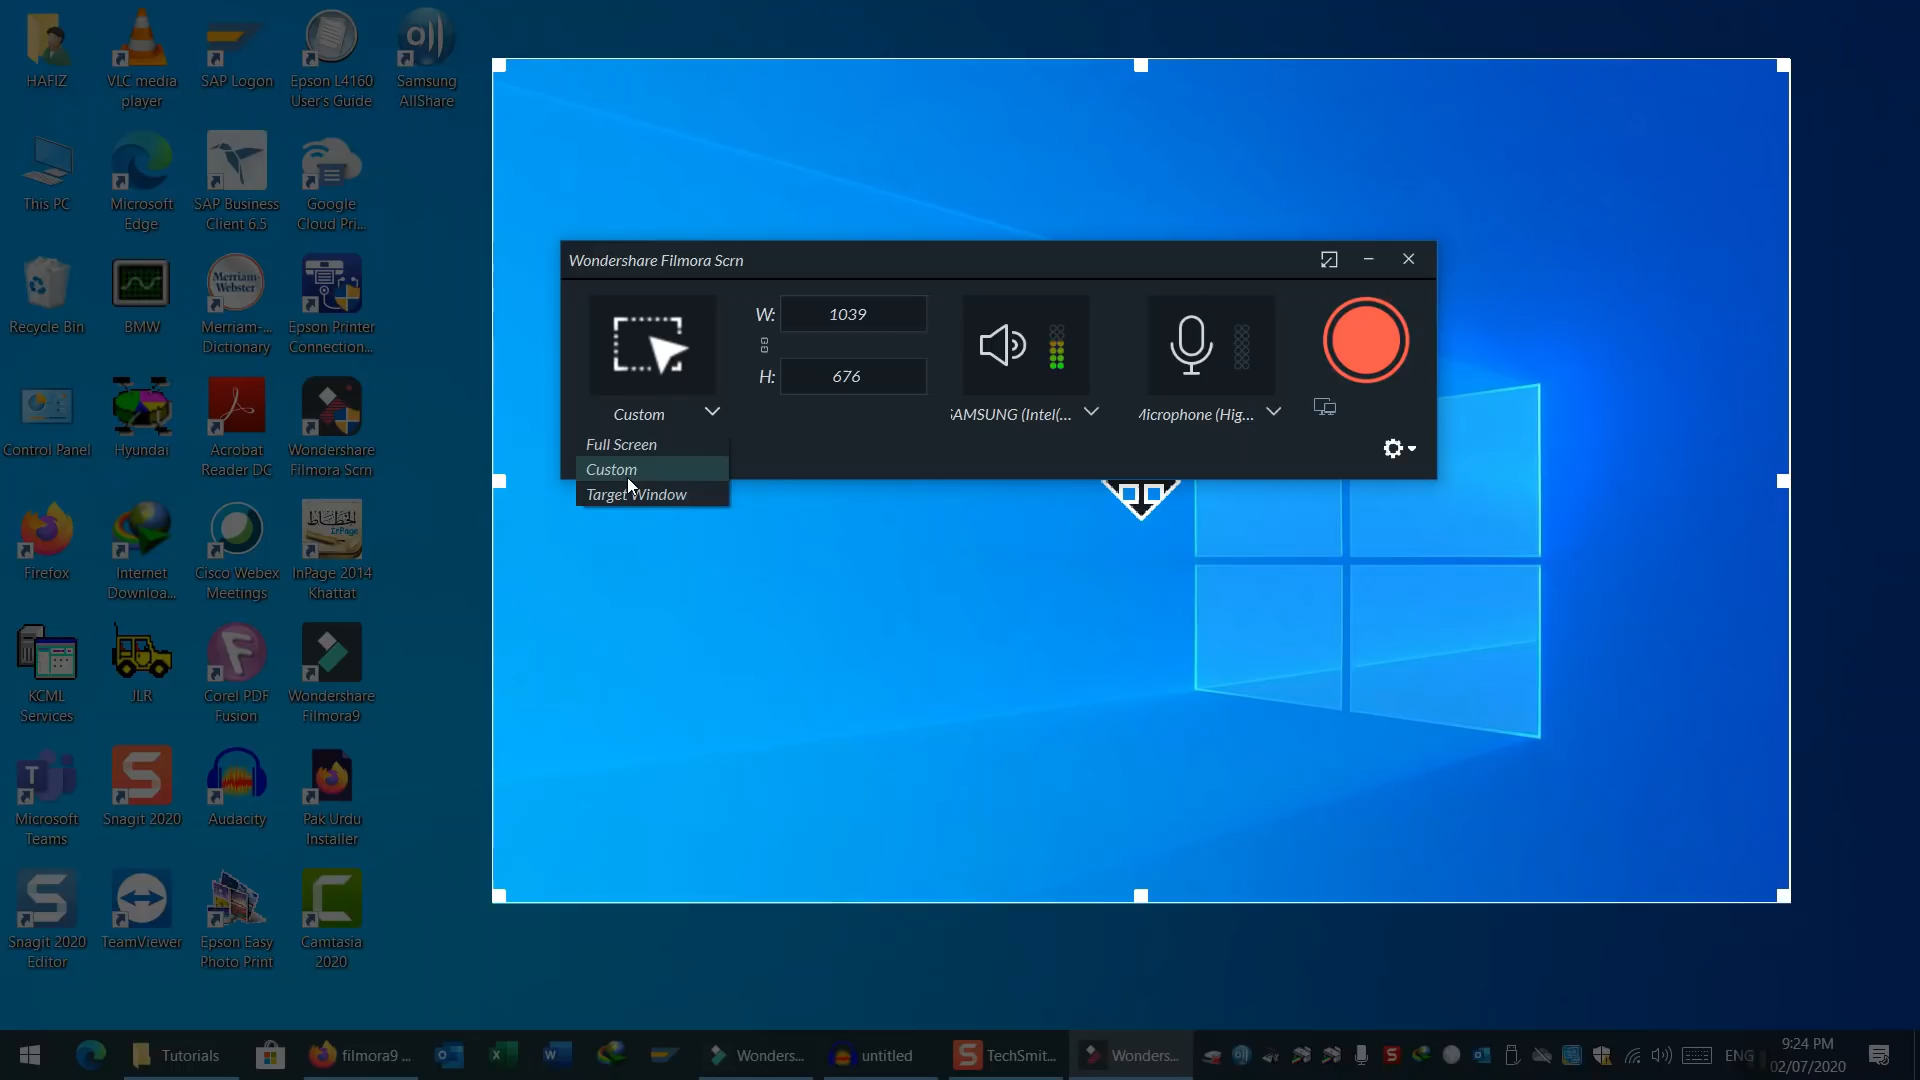 HAFIZ
VLC media
player
SAP Logon
Epson L4160
User's Guide
Samsung
AllShare
This PC
Microsoft
Edge
SAP Business
Client 6.5
Google
Cloud Pri...
Recycle Bin
BMW
Merriam-
Webster
Merriam-...
Dictionary
Epson Printer
Connection...
Control Panel
Hyundai
Acrobat
Reader DC
Wondershare
Filmora Scrn
Firefox
Internet
Downloa...
Cisco Webex
Meetings
InPage 2014
Khattat
KCML
Services
JLR
Corel PDF
Fusion
Wondershare
Filmora9
Microsoft
Teams
Snagit 2020
Audacity
Pak Urdu
Installer
Snagit 2020
Editor
TeamViewer
Epson Easy
Photo Print
Camtasia
2020
Wondershare Filmora Scrn
W: 1039
H: 676
Custom
SAMSUNG (Intel(...
Microphone (Hig...
Full Screen
Custom
Target Window
Tutorials
filmora9 ...
Wonders...
untitled
TechSmit...
Wonders...
ENG
9:24 PM
02/07/2020